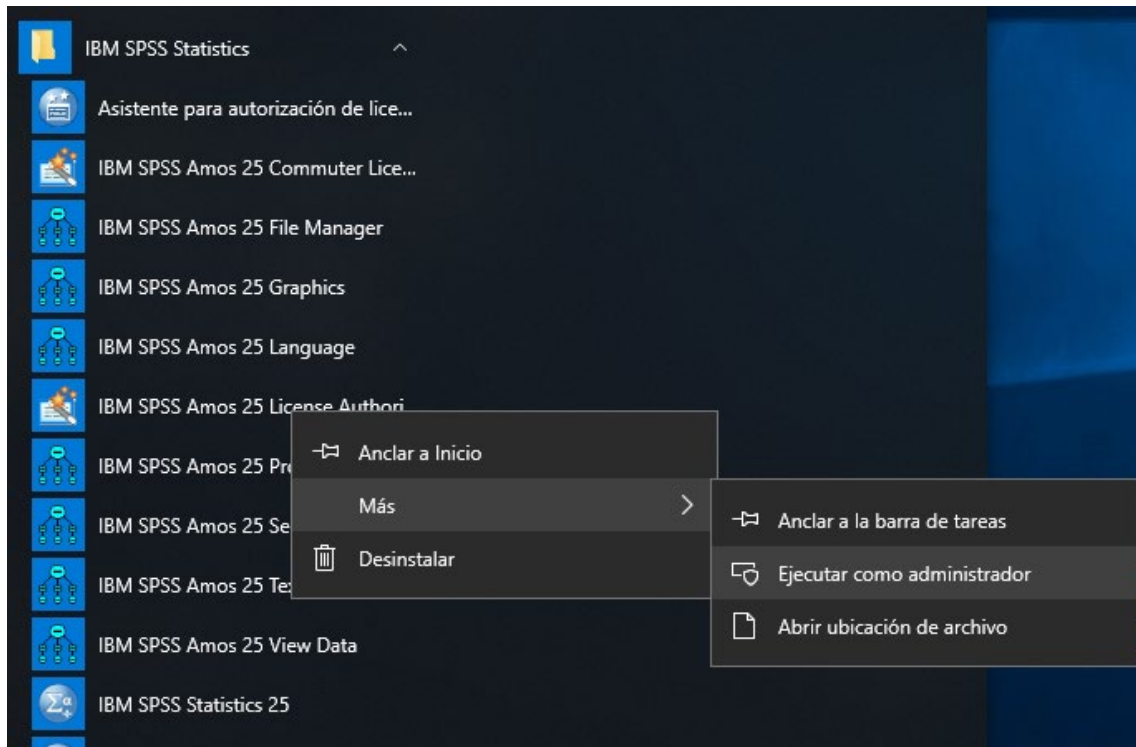 IBM SPSS Statistics
Asistente para autorización de lice...
IBM SPSS Amos 25 Commuter Lice...
IBM SPSS Amos 25 File Manager
IBM SPSS Amos 25 Graphics
IBM SPSS Amos 25 Language
IBM SPSS Amos 25 License Authori
Anclar a Inicio
IBM SPSS Amos 25
Más
Anclar a la barra de tareas
IBM SPSS Amos 25
Desinstalar
Ejecutar como administrador
IBM SPSS Amos 25
Abrir ubicación de archivo
IBM SPSS Amos 25 View Data
IBM SPSS Statistics 25